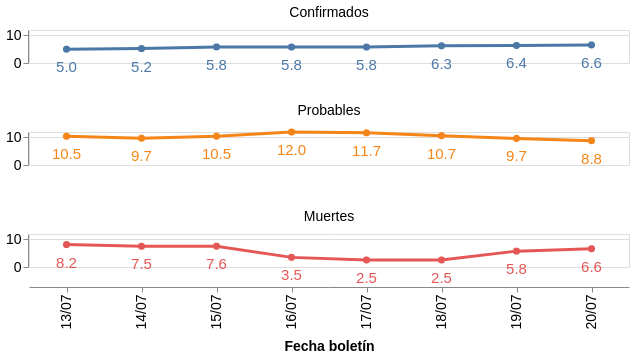 Confirmados
10
0
5.0 5.2 5.8 5.8 5.8 6.3 6.4 6.6
Probables
10
0
10.5 9.7 10.5 12.0 11.7 10.7 9.7 8.8
Muertes
10
0
8.2 7.5 7.6 3.5 2.5 2.5 5.8 6.6
13/07 14/07 15/07 16/07 17/07 18/07 19/07 20/07
Fecha boletín